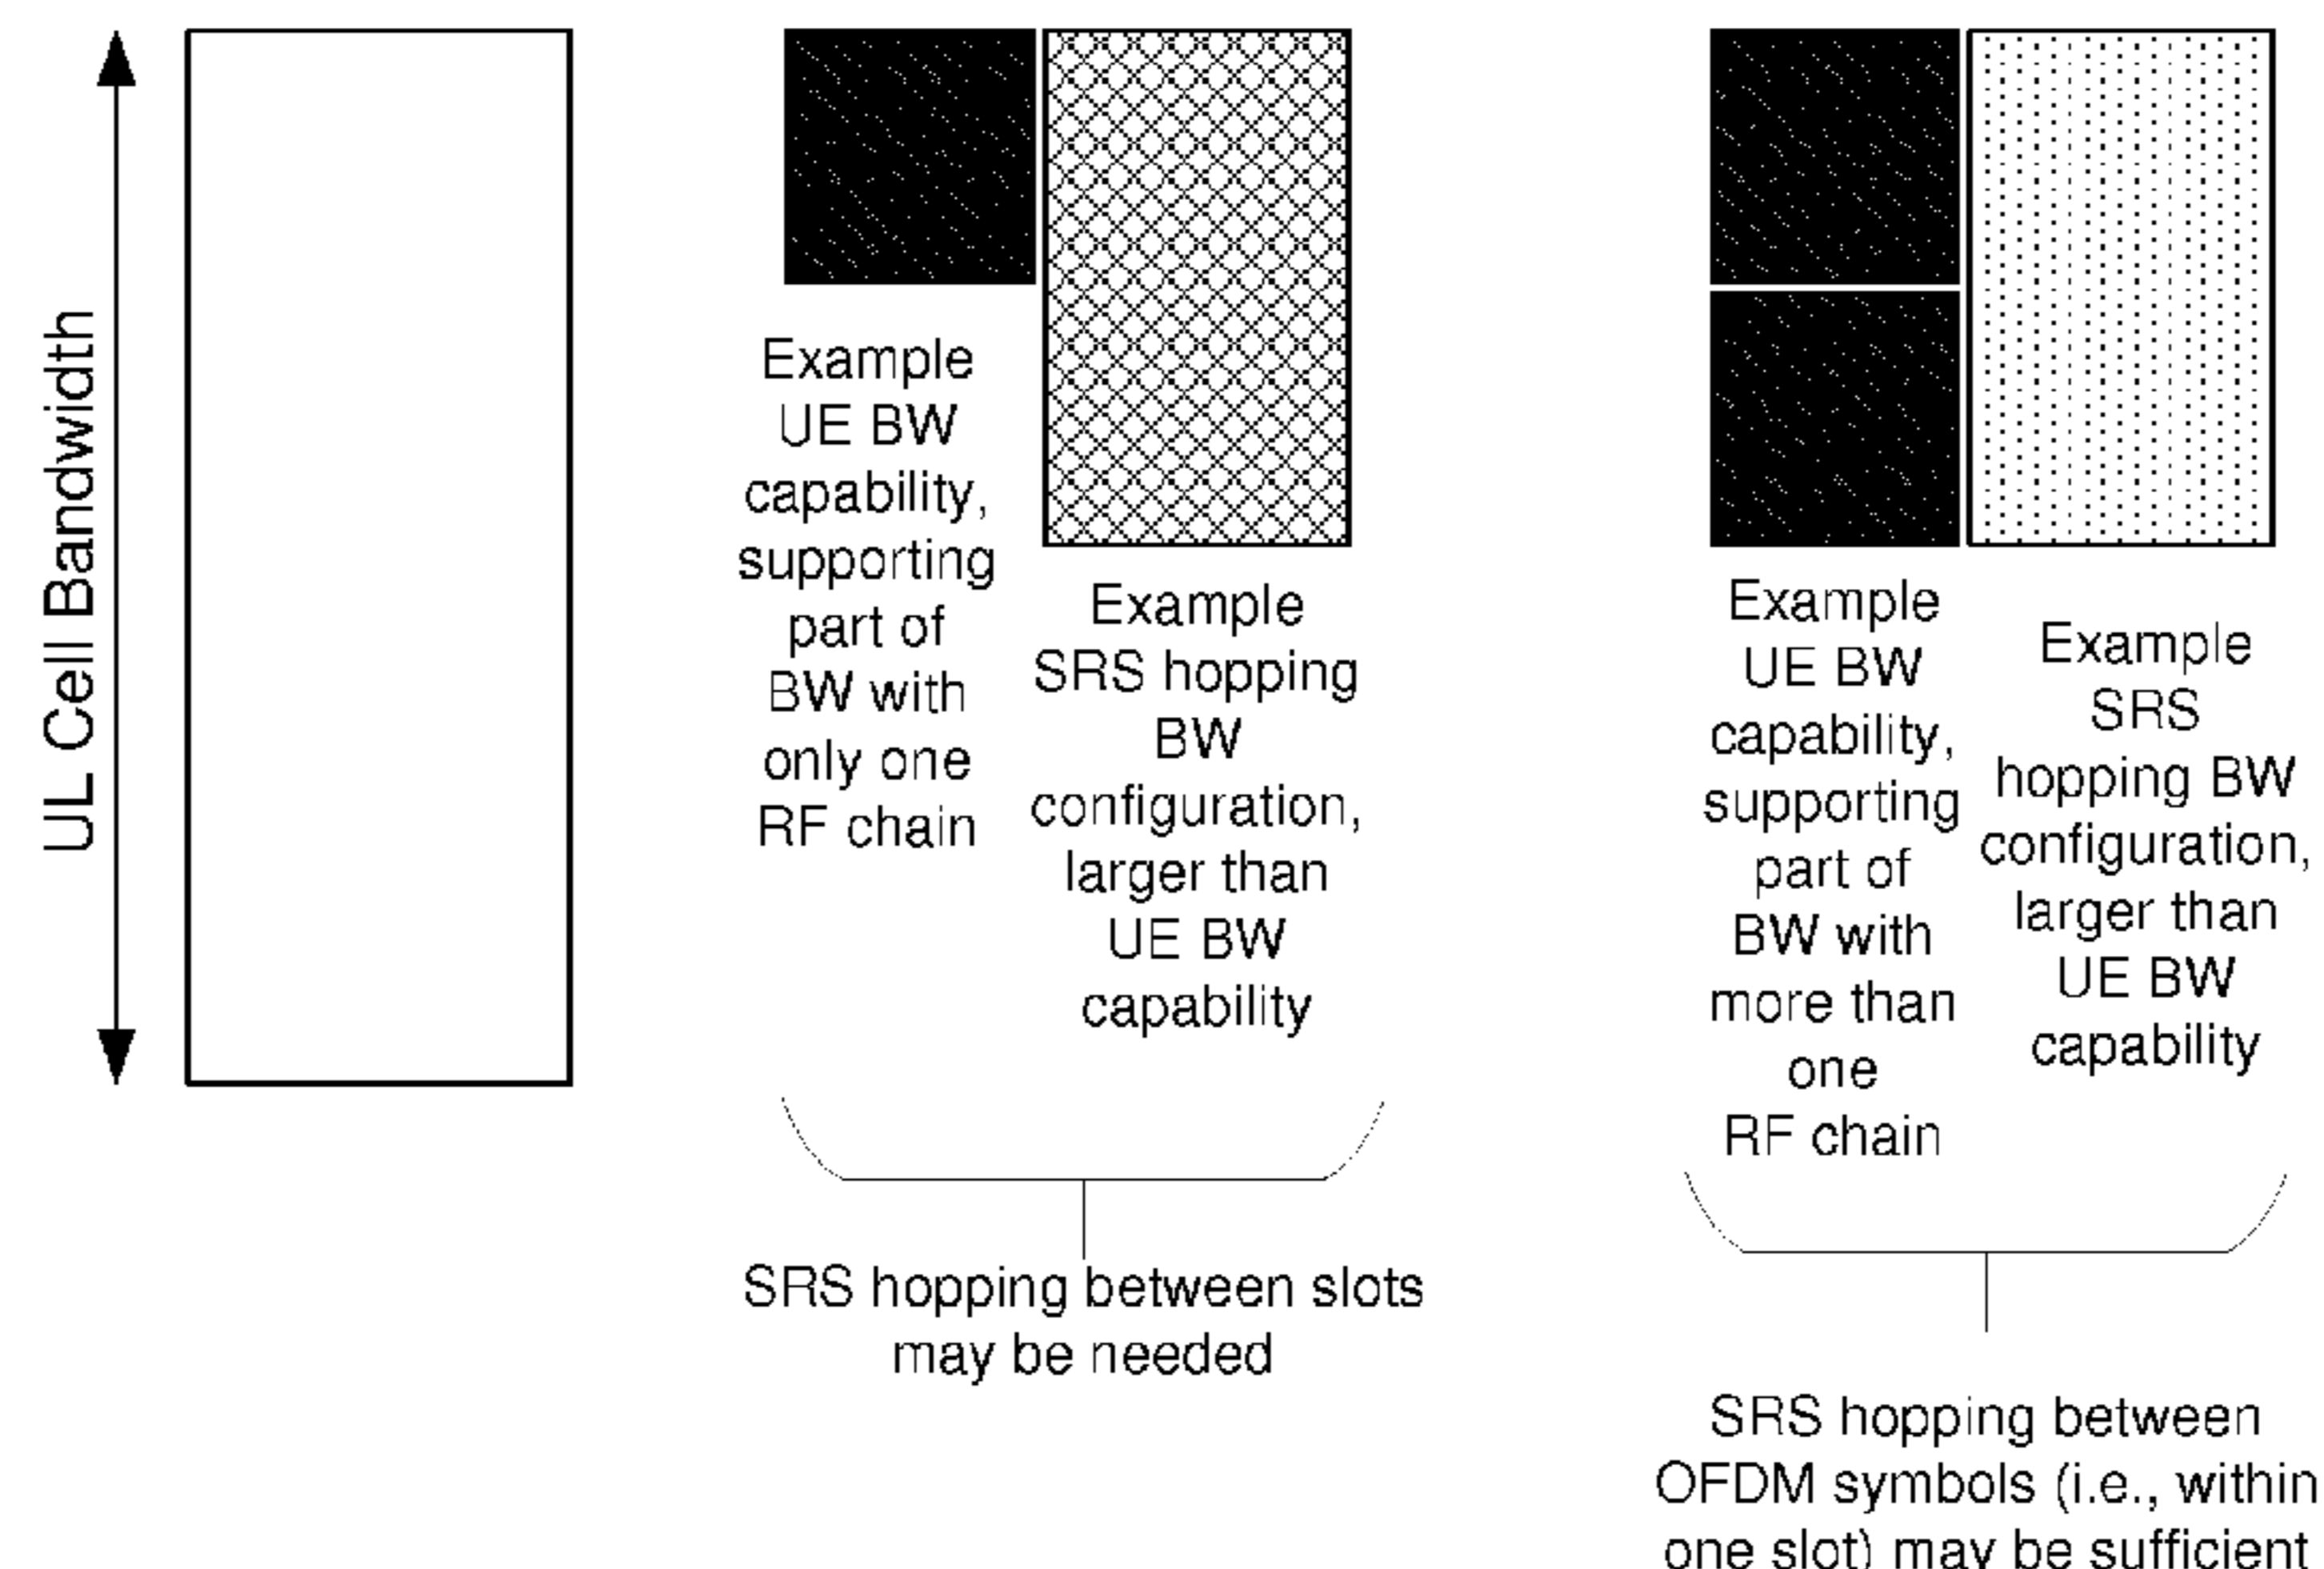 UL Cell Bandwidth
Example
UE BW
capability,
supporting
part of
BW with
only one
RF chain
Example
SRS hopping
BW
configuration,
larger than
UE BW
capability
SRS hopping between slots
may be needed
Example
UE BW
capability,
supporting
part of
BW with
more than
one
RF chain
Example
SRS
hopping BW
configuration,
larger than
UE BW
capability
SRS hopping between
OFDM symbols (i.e., within
one slot) may be sufficient